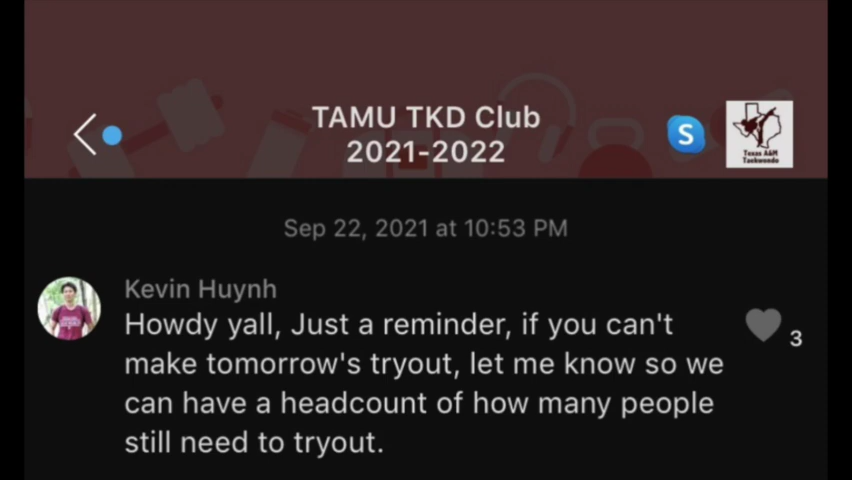 TAMU TKD Club
2021-2022
S
Texas A&M
Taekwondo
Sep 22, 2021 at 10:53 PM
Kevin Huynh
Howdy yall, Just a reminder, if you can't
make tomorrow's tryout, let me know so we
can have a headcount of how many people
still need to tryout.
3